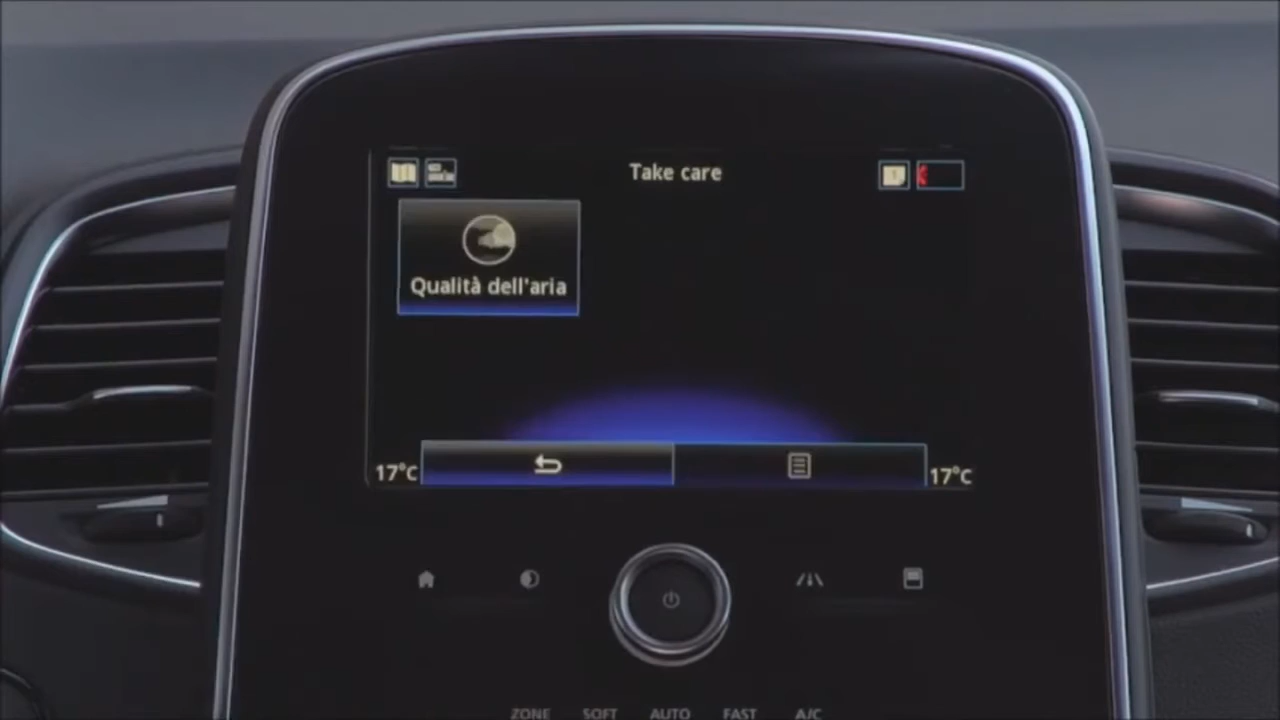 Take care
Qualità dell'aria
17°C
17°C
ZONE SOFT AUTO FAST A/C